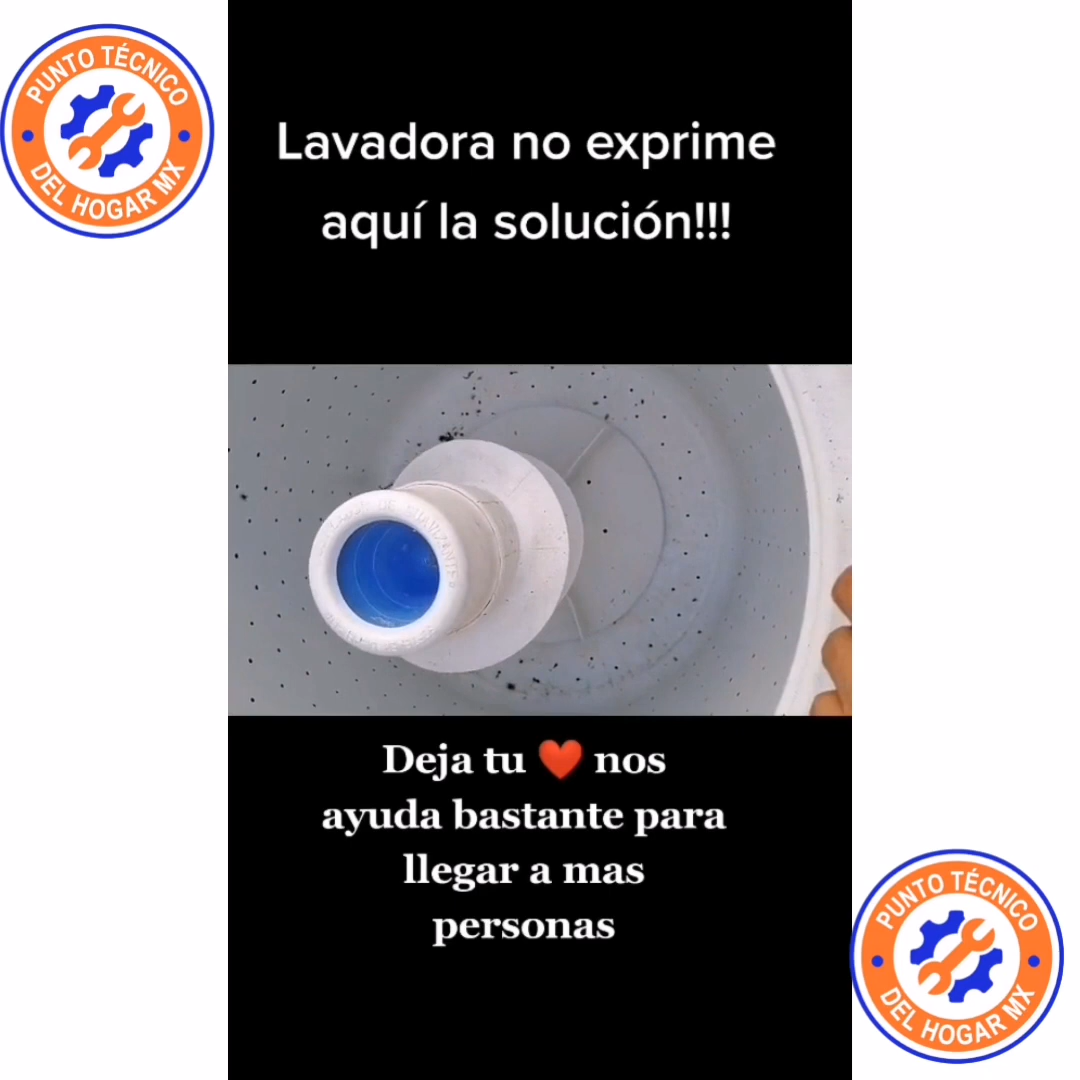 PUNTO TÉCNICO
DEL HOGAR MX
Lavadora no exprime
aquí la solución!!!
Deja tu ❤️ nos
ayuda bastante para
llegar a mas
personas
PUNTO TÉCNICO
DEL HOGAR MX